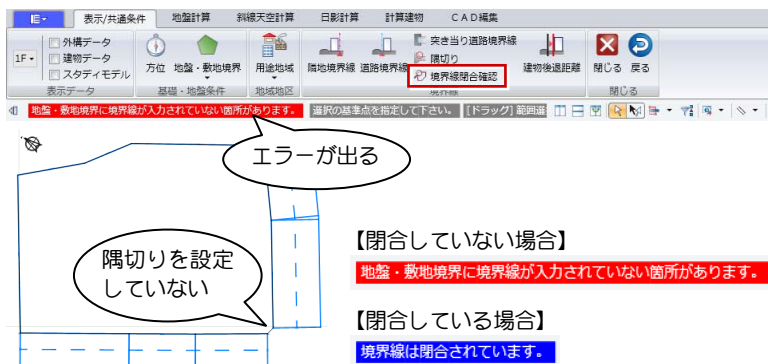 表示/共通条件 地盤計算 斜線天空計算 日影計算 計算建物 CAD編集
1F
外構データ
建物データ
スタディモデル
表示データ
方位 地盤・敷地境界
基礎・地盤条件
用途地域
地域地区
隣地境界線 道路境界線
突き当り道路境界線
隅切り
境界線閉合確認
建物後退距離
境界線
閉じる 戻る
閉じる
地盤・敷地境界に境界線が入力されていない箇所があります。 選択の基準点を指定して下さい。 [ドラッグ] 範囲選
エラーが出る
隅切りを設定
していない
【閉合していない場合】
地盤・敷地境界に境界線が入力されていない箇所があります。
【閉合している場合】
境界線は閉合されています。